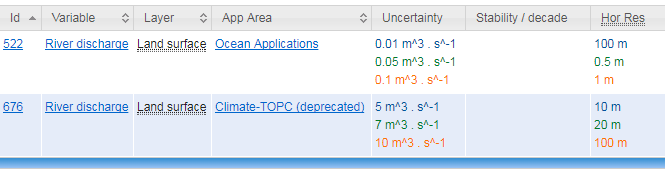 Id Variable Layer App Area Uncertainty Stability / decade Hor Res
522 River discharge Land surface Ocean Applications 0.01 m^3 . s^-1 100 m
0.05 m^3 . s^-1 0.5 m
0.1 m^3 . s^-1 1 m
676 River discharge Land surface Climate-TOPC (deprecated) 5 m^3 . s^-1 10 m
7 m^3 . s^-1 20 m
10 m^3 . s^-1 100 m